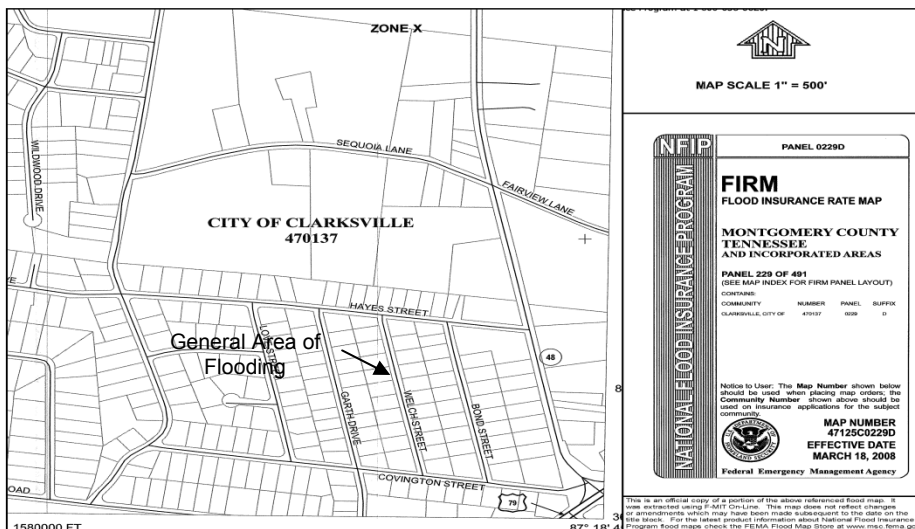 ZONE X
WILDWOOD DRIVE
SEQUOIA LANE
FAIRVIEW LANE
CITY OF CLARKSVILLE
470137
HAYES STREET
General Area of
Flooding
GARTH DRIVE
WELCH STREET
BOND STREET
48
COVINGTON STREET
79
OAD
1580000 FT
MAP SCALE 1" = 500'
NFIP
NATIONAL FLOOD INSURANCE PROGRAM
PANEL 0229D
FIRM
FLOOD INSURANCE RATE MAP
MONTGOMERY COUNTY
TENNESSEE
AND INCORPORATED AREAS
PANEL 229 OF 491
(SEE MAP INDEX FOR FIRM PANEL LAYOUT)
CONTAINS:
COMMUNITY NUMBER PANEL SUFFIX
CLARKSVILLE, CITY OF 470137 0229 D
Notice to User: The Map Number shown below
should be used when placing map orders; the
Community Number shown above should be
used on insurance applications for the subject
community.
MAP NUMBER
47125C0229D
EFFECTIVE DATE
MARCH 18, 2008
Federal Emergency Management Agency
This is an official copy of a portion of the above referenced flood map. It
was extracted using F-MIT On-Line. This map does not reflect changes
or amendments which may have been made subsequent to the date on the
title block. For the latest product information about National Flood Insurance
Program flood maps check the FEMA Flood Map Store at www.msc.fema.go